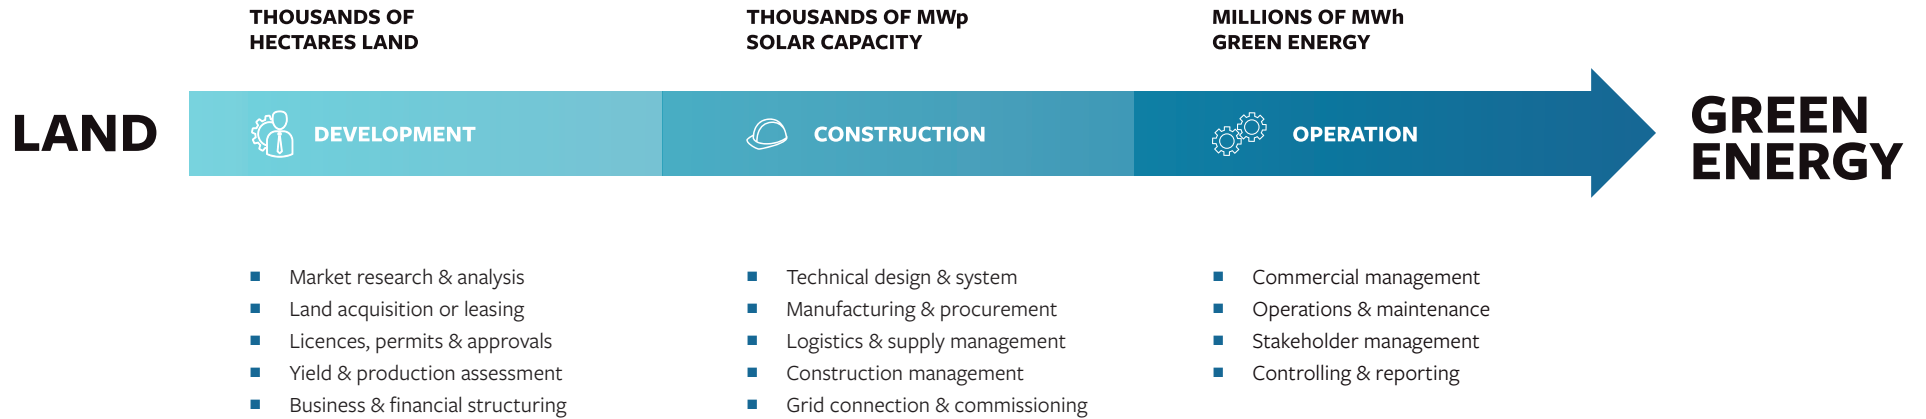 THOUSANDS OF
HECTARES LAND
THOUSANDS OF MWp
SOLAR CAPACITY
MILLIONS OF MWh
GREEN ENERGY
LAND
DEVELOPMENT
CONSTRUCTION
OPERATION
GREEN
ENERGY
Market research & analysis
Land acquisition or leasing
Licences, permits & approvals
Yield & production assessment
Business & financial structuring
Technical design & system
Manufacturing & procurement
Logistics & supply management
Construction management
Grid connection & commissioning
Commercial management
Operations & maintenance
Stakeholder management
Controlling & reporting